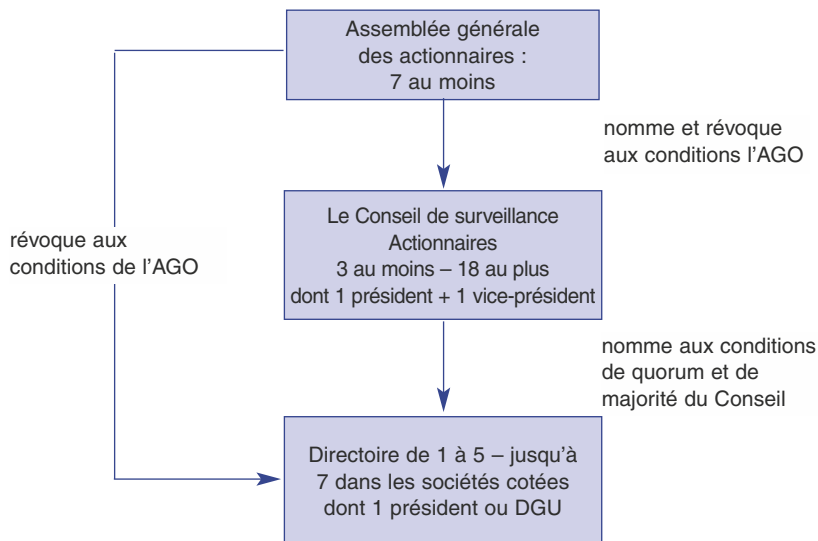 Assemblée générale
des actionnaires :
7 au moins
nomme et révoque
aux conditions l’AGO
Le Conseil de surveillance
Actionnaires
3 au moins – 18 au plus
dont 1 président + 1 vice-président
révoque aux
conditions de l’AGO
nomme aux conditions
de quorum et de
majorité du Conseil
Directoire de 1 à 5 – jusqu’à
7 dans les sociétés cotées
dont 1 président ou DGU